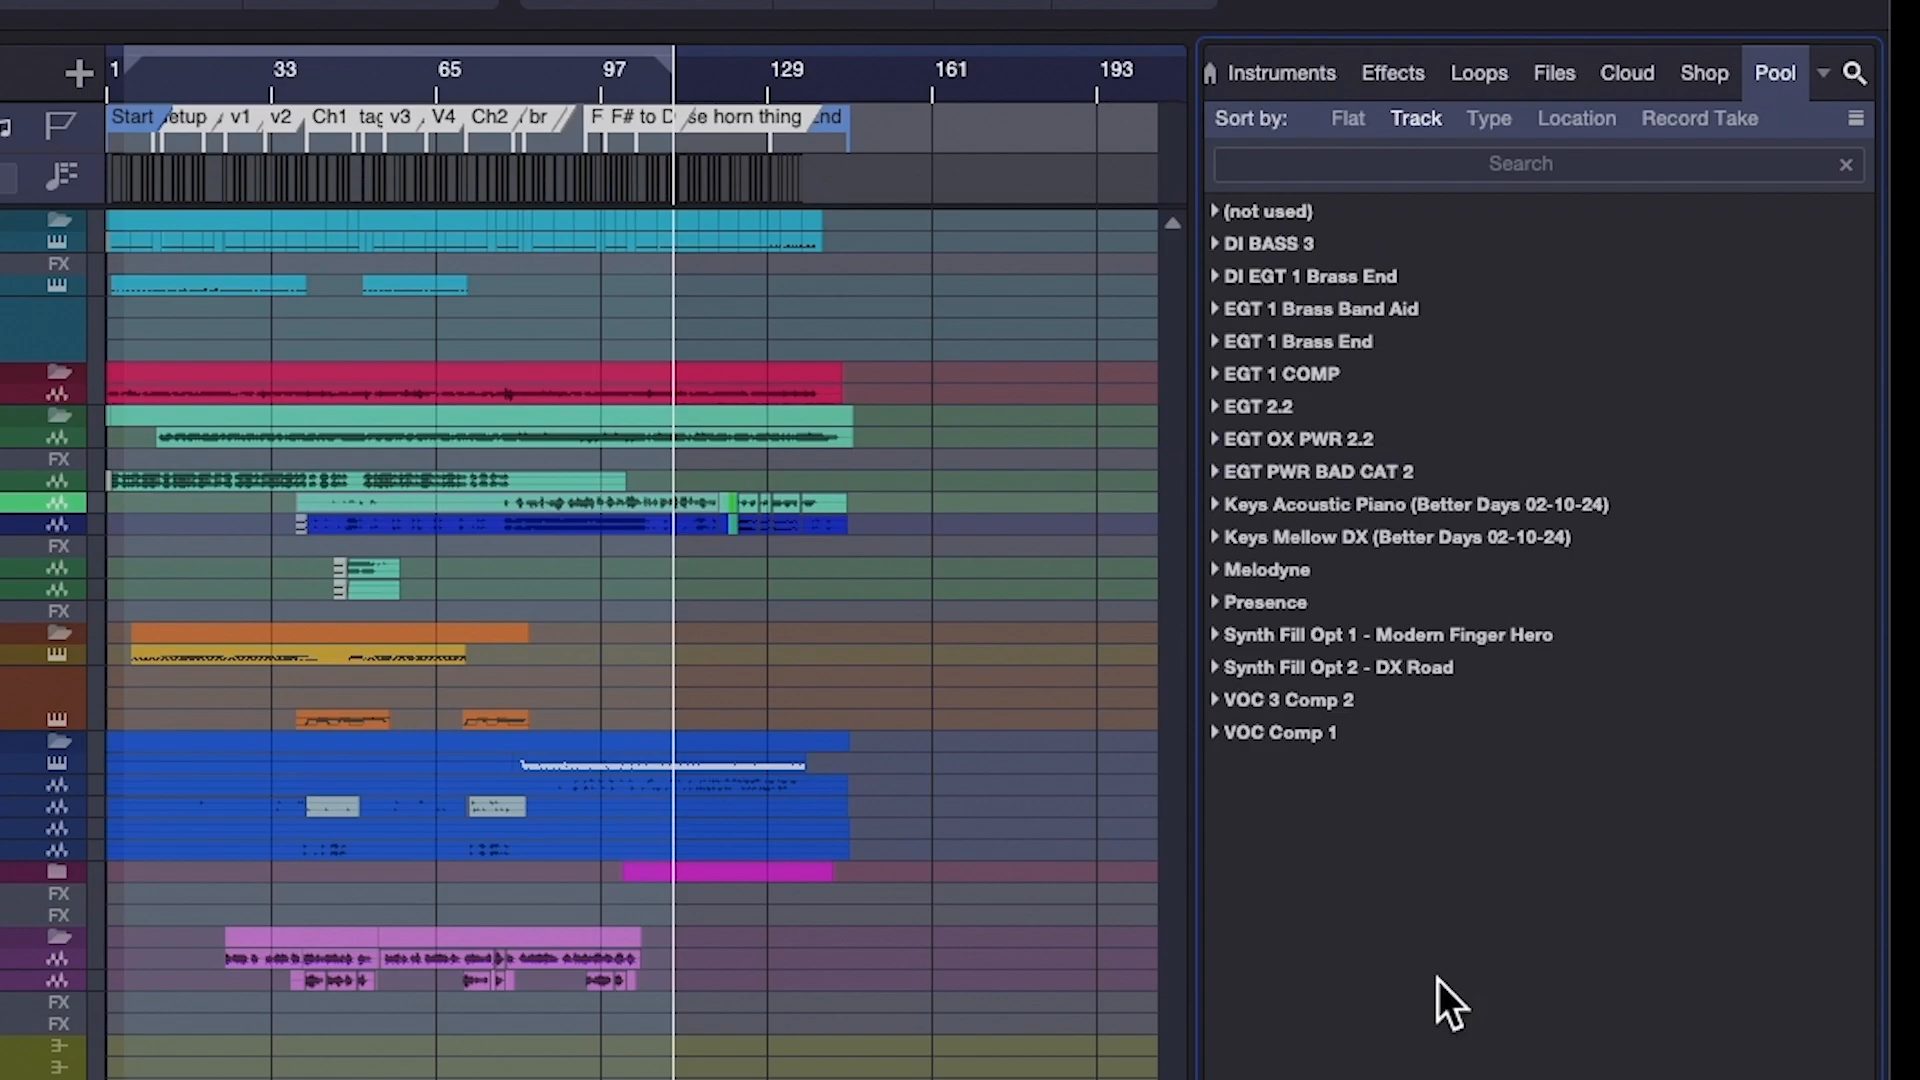 1 33 65 97 129 161 193
Instruments Effects Loops Files Cloud Shop Pool
Start etup v1 v2 Ch1 tag v3 V4 Ch2 br F F# to D se horn thing End
Sort by: Flat Track Type Location Record Take
Search
(not used)
DI BASS 3
FX
DI EGT 1 Brass End
EGT 1 Brass Band Aid
EGT 1 Brass End
EGT 1 COMP
EGT 2.2
EGT OX PWR 2.2
FX
EGT PWR BAD CAT 2
Keys Acoustic Piano (Better Days 02-10-24)
Keys Mellow DX (Better Days 02-10-24)
FX
Melodyne
Presence
FX
Synth Fill Opt 1 - Modern Finger Hero
Synth Fill Opt 2 - DX Road
VOC 3 Comp 2
VOC Comp 1
FX
FX
FX
FX